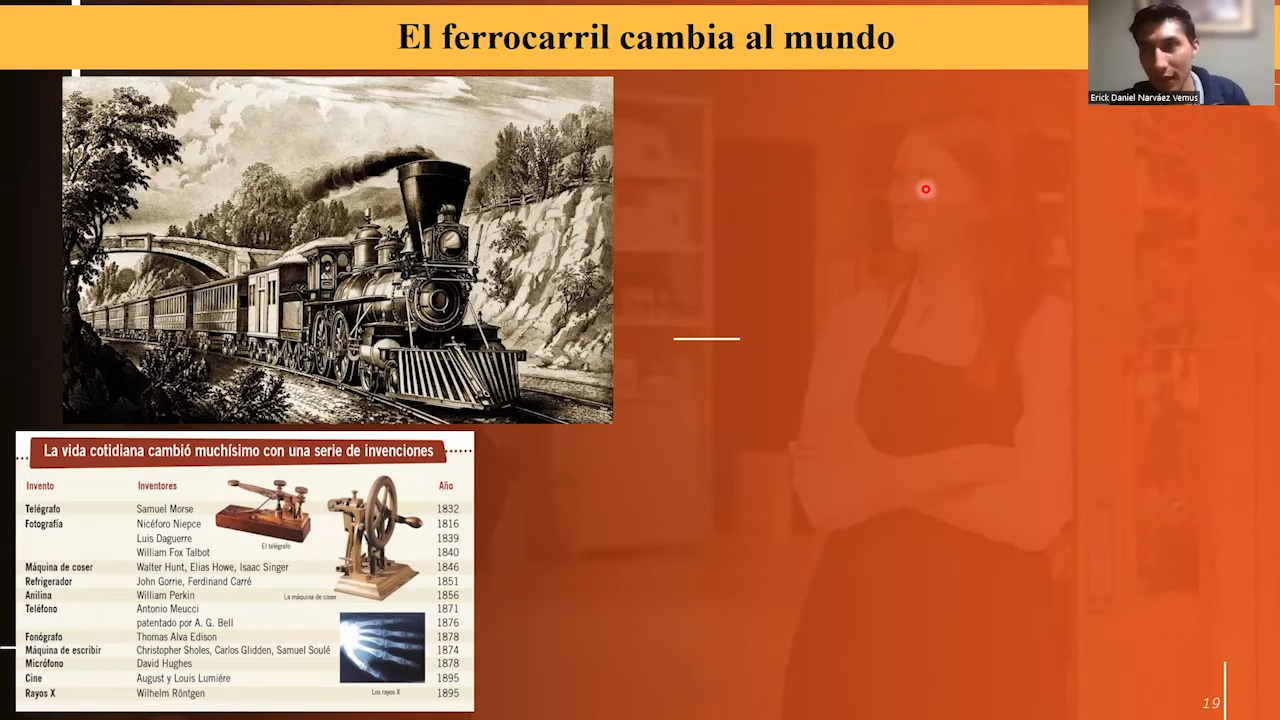 El ferrocarril cambia al mundo
Erick Daniel Narváez Vemus
La vida cotidiana cambió muchísimo con una serie de invenciones
Invento Inventores Año
Telégrafo Samuel Morse 1832
Fotografía Nicéforo Niepce 1816
Luis Daguerre 1839
William Fox Talbot 1840
El telégrafo
Máquina de coser Walter Hunt, Elias Howe, Isaac Singer 1846
Refrigerador John Gorrie, Ferdinand Carré 1851
Anilina William Perkin 1856
La máquina de coser
Teléfono Antonio Meucci 1871
patentado por A. G. Bell 1876
Fonógrafo Thomas Alva Edison 1878
Máquina de escribir Christopher Sholes, Carlos Glidden, Samuel Soulé 1874
Micrófono David Hughes 1878
Cine August y Louis Lumiére 1895
Rayos X Wilhelm Röntgen 1895
Los rayos X
19